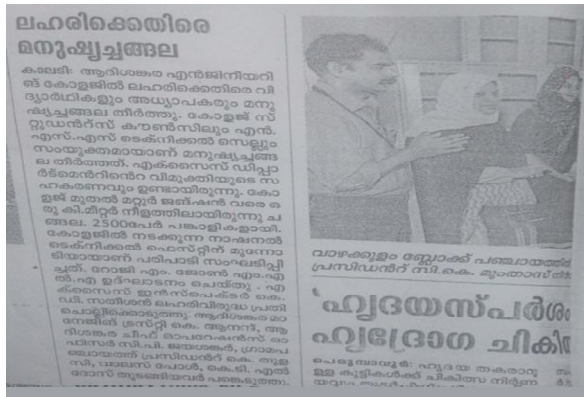 ലഹരിക്കെതിരെ
മനുഷ്യച്ചങ്ങല
കാലടി: ആദിശങ്കര എൻജിനീയറി
ങ് കോളജിൽ ലഹരിക്കെതിരെ വി
ദ്യാർഥികളും അധ്യാപകരും മനു
ഷ്യച്ചങ്ങല തീർത്തു. കോളജ് സ്
റ്റുഡൻറ്സ് കൗൺസിലും എൻ.
എസ്.എസ് ടെക്നിക്കൽ സെല്ലും
സംയുക്തമായാണ് മനുഷ്യച്ചങ്ങ
ല തീർത്തത്. എക്സൈസ് ഡിപ്പാ
ർട്മെൻറിൻെറ വിമുക്തിയുടെ സ
ഹകരണവും ഉണ്ടായിരുന്നു. കോ
ളജ് മുതൽ മറ്റൂർ ജങ്ഷൻ വരെ ഒ
രു കി.മീറ്റർ നീളത്തിലായിരുന്നു ച
ങ്ങല. 2500പേർ പങ്കാളികളായി.
കോളജിൽ നടക്കുന്ന നാഷനൽ
ടെക്നിക്കൽ ഫെസ്റ്റിന് മുന്നോ
ടിയായാണ് പരിപാടി സംഘടിപ്പി
ച്ചത്. റോജി എം. ജോൺ എം.എ
ൽ.എ ഉദ്ഘാടനം ചെയ്തു. എ
ക്സൈസ് ഇൻസ്പെക്ടർ കെ.
ഡി. സതീശൻ ലഹരിവിരുദ്ധ പ്രതി
ജ്ഞ ചൊല്ലിക്കൊടുത്തു. ആദിശങ്കര മാ
നേജിങ് ട്രസ്റ്റി കെ. ആനന്ദ്, ആ
ദിശങ്കര ചീഫ് ഓപറേഷൻസ് ഓ
ഫിസർ സി.പി. ജയശങ്കർ, ഗ്രാമപ
ഞ്ചായത്ത് പ്രസിഡൻറ് കെ. തുള
സി, വാലസ് പോൾ, കെ.ടി. എൽ
ദോസ് തുടങ്ങിയവർ പങ്കെടുത്തു.
വാഴക്കുളം ബ്ലോക്ക് പഞ്ചായത്തി
പ്രസിഡൻറ് സി.കെ. മുംതാസ്
'ഹൃദയസ്പർശം
ഹൃദ്രോഗ ചികി
പെരുമ്പാവൂർ: ഹൃദയ തകരാറു
ള്ള കുട്ടികൾക്ക് ചികിത്സ നിർണ